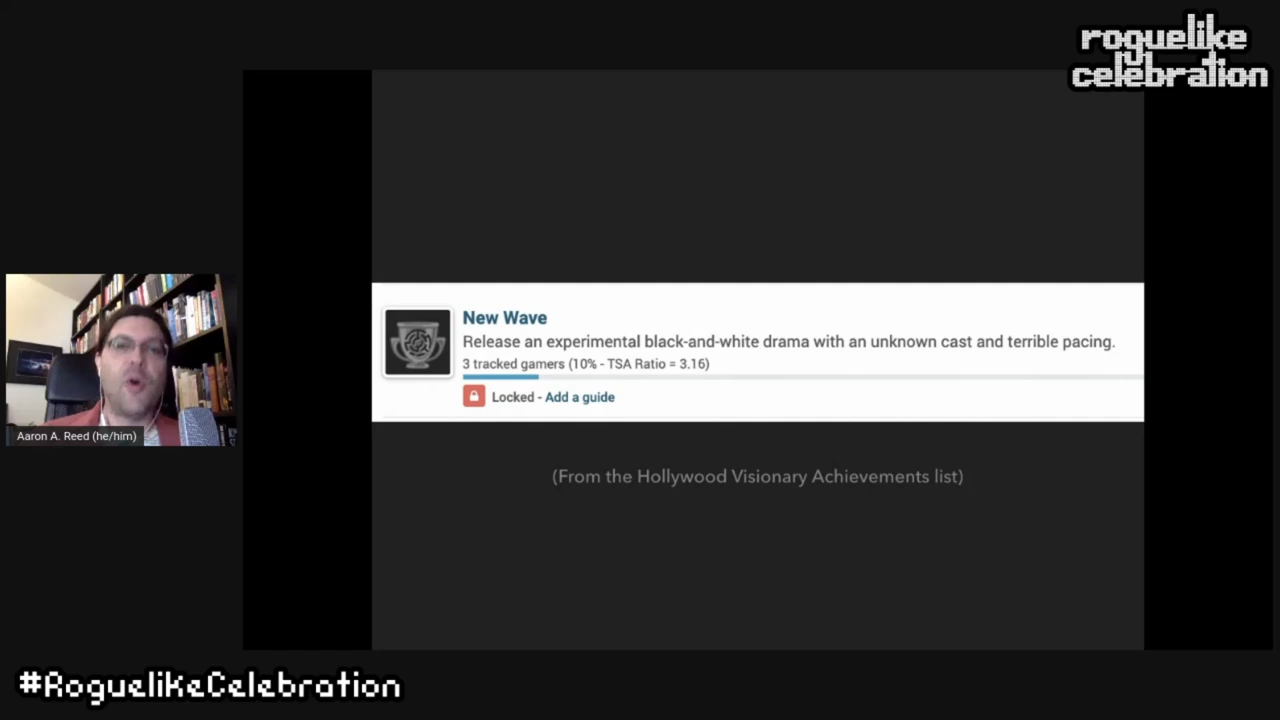 roguelike
celebration
New Wave
Release an experimental black-and-white drama with an unknown cast and terrible pacing.
3 tracked gamers (10% - TSA Ratio = 3.16)
Locked - Add a guide
Aaron A. Reed (he/him)
(From the Hollywood Visionary Achievements list)
#RoguelikeCelebration